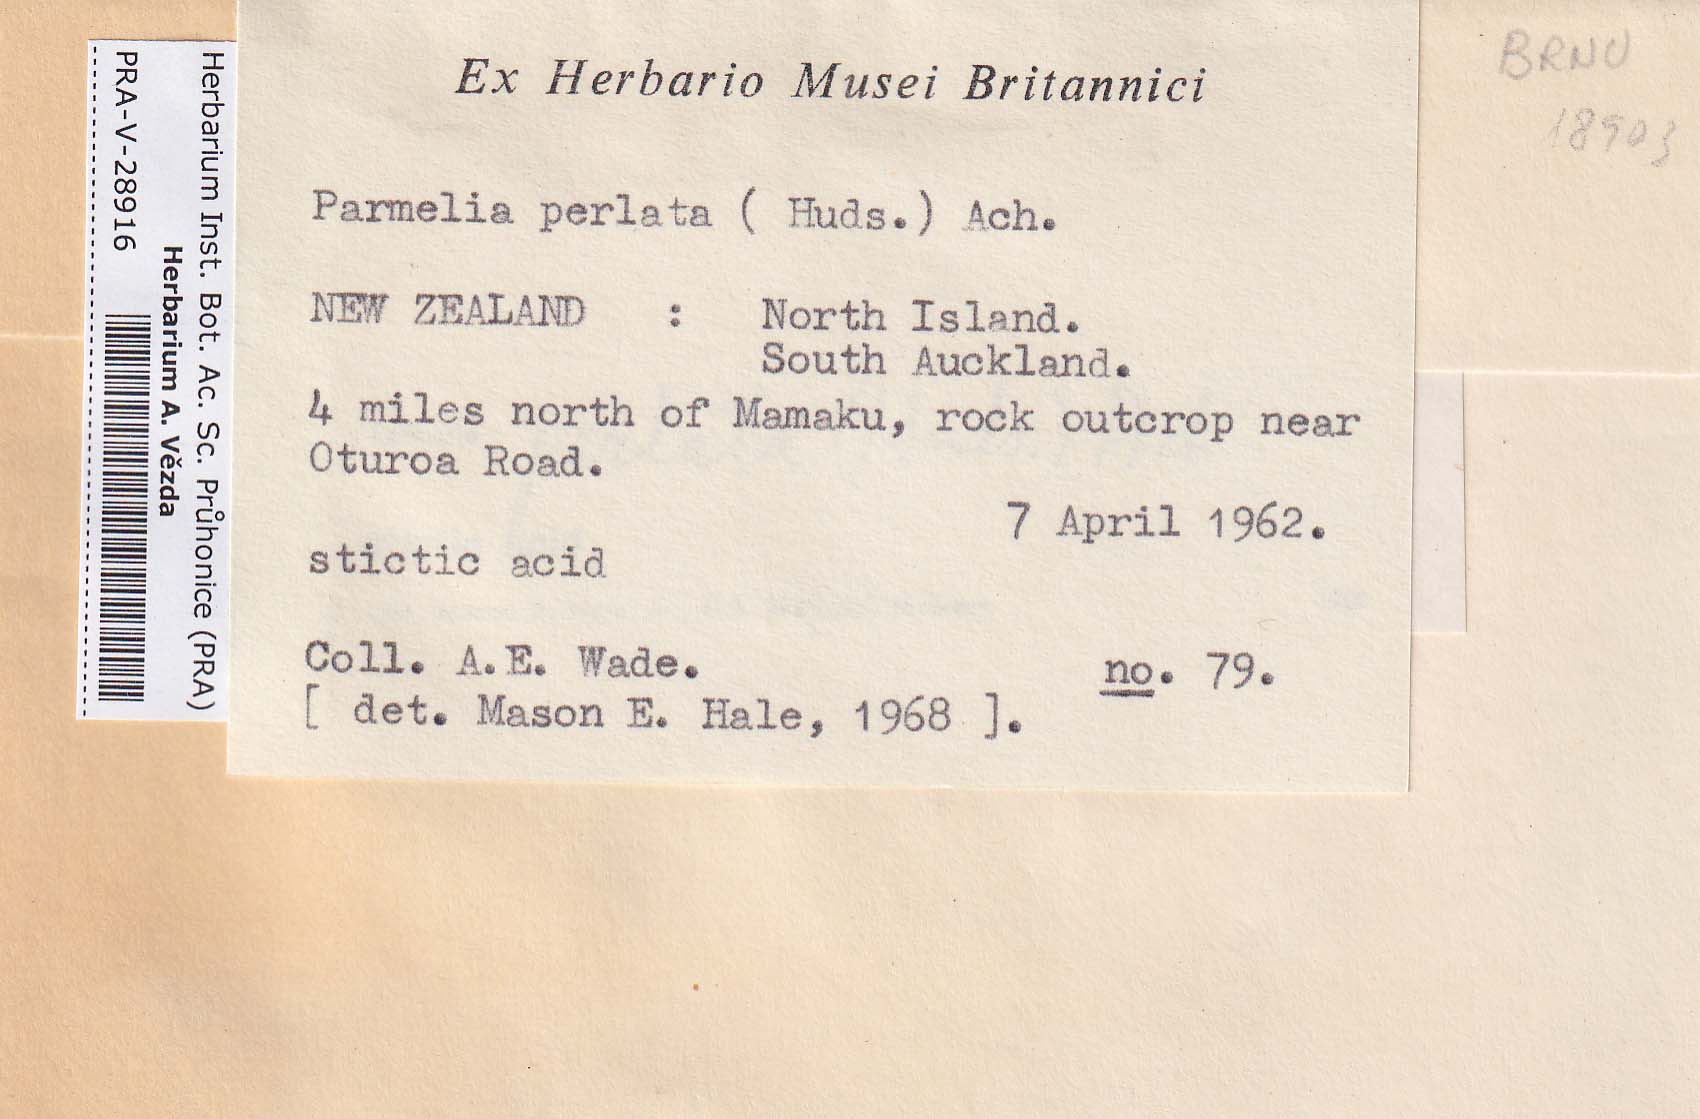 Herbarium Inst. Bot. Ac. Sc. Průhonice (PRA)
Herbarium A. Vězda
PRA-V-28916
Ex Herbario Musei Britannici
Parmelia perlata ( Huds.) Ach.
NEW ZEALAND : North Island.
South Auckland.
4 miles north of Mamaku, rock outcrop near
Oturoa Road.
7 April 1962.
stictic acid
Coll. A.E. Wade. no. 79.
[ det. Mason E. Hale, 1968 ].
BRNU
18903